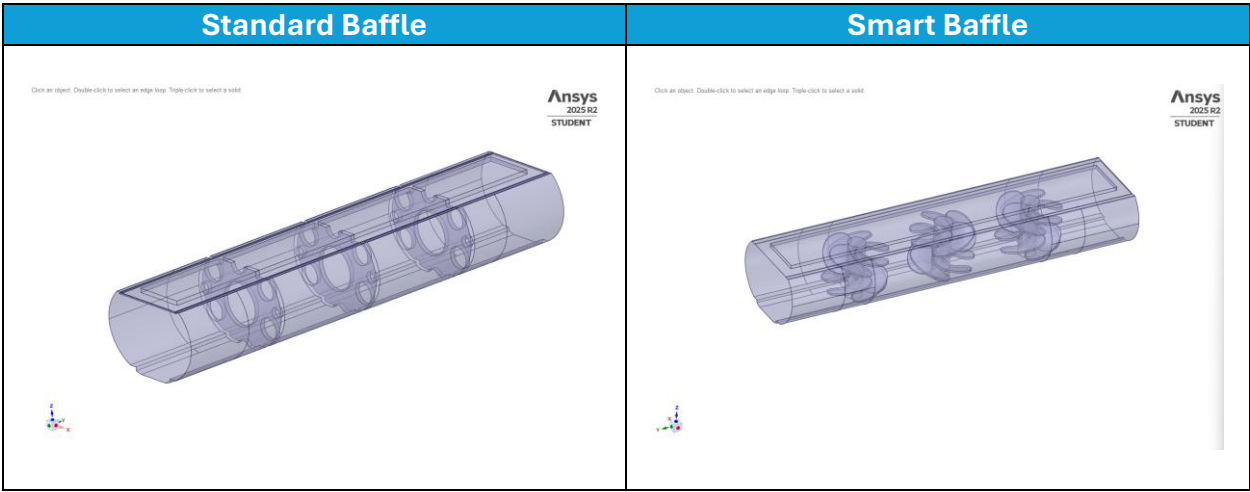 Standard Baffle
Smart Baffle
Click an object. Double-click to select an edge loop. Triple-click to select a solid.
Ansys
2025 R2
STUDENT
Click an object. Double-click to select an edge loop. Triple-click to select a solid.
Ansys
2025 R2
STUDENT
Z
Y
X
Z
X
Y